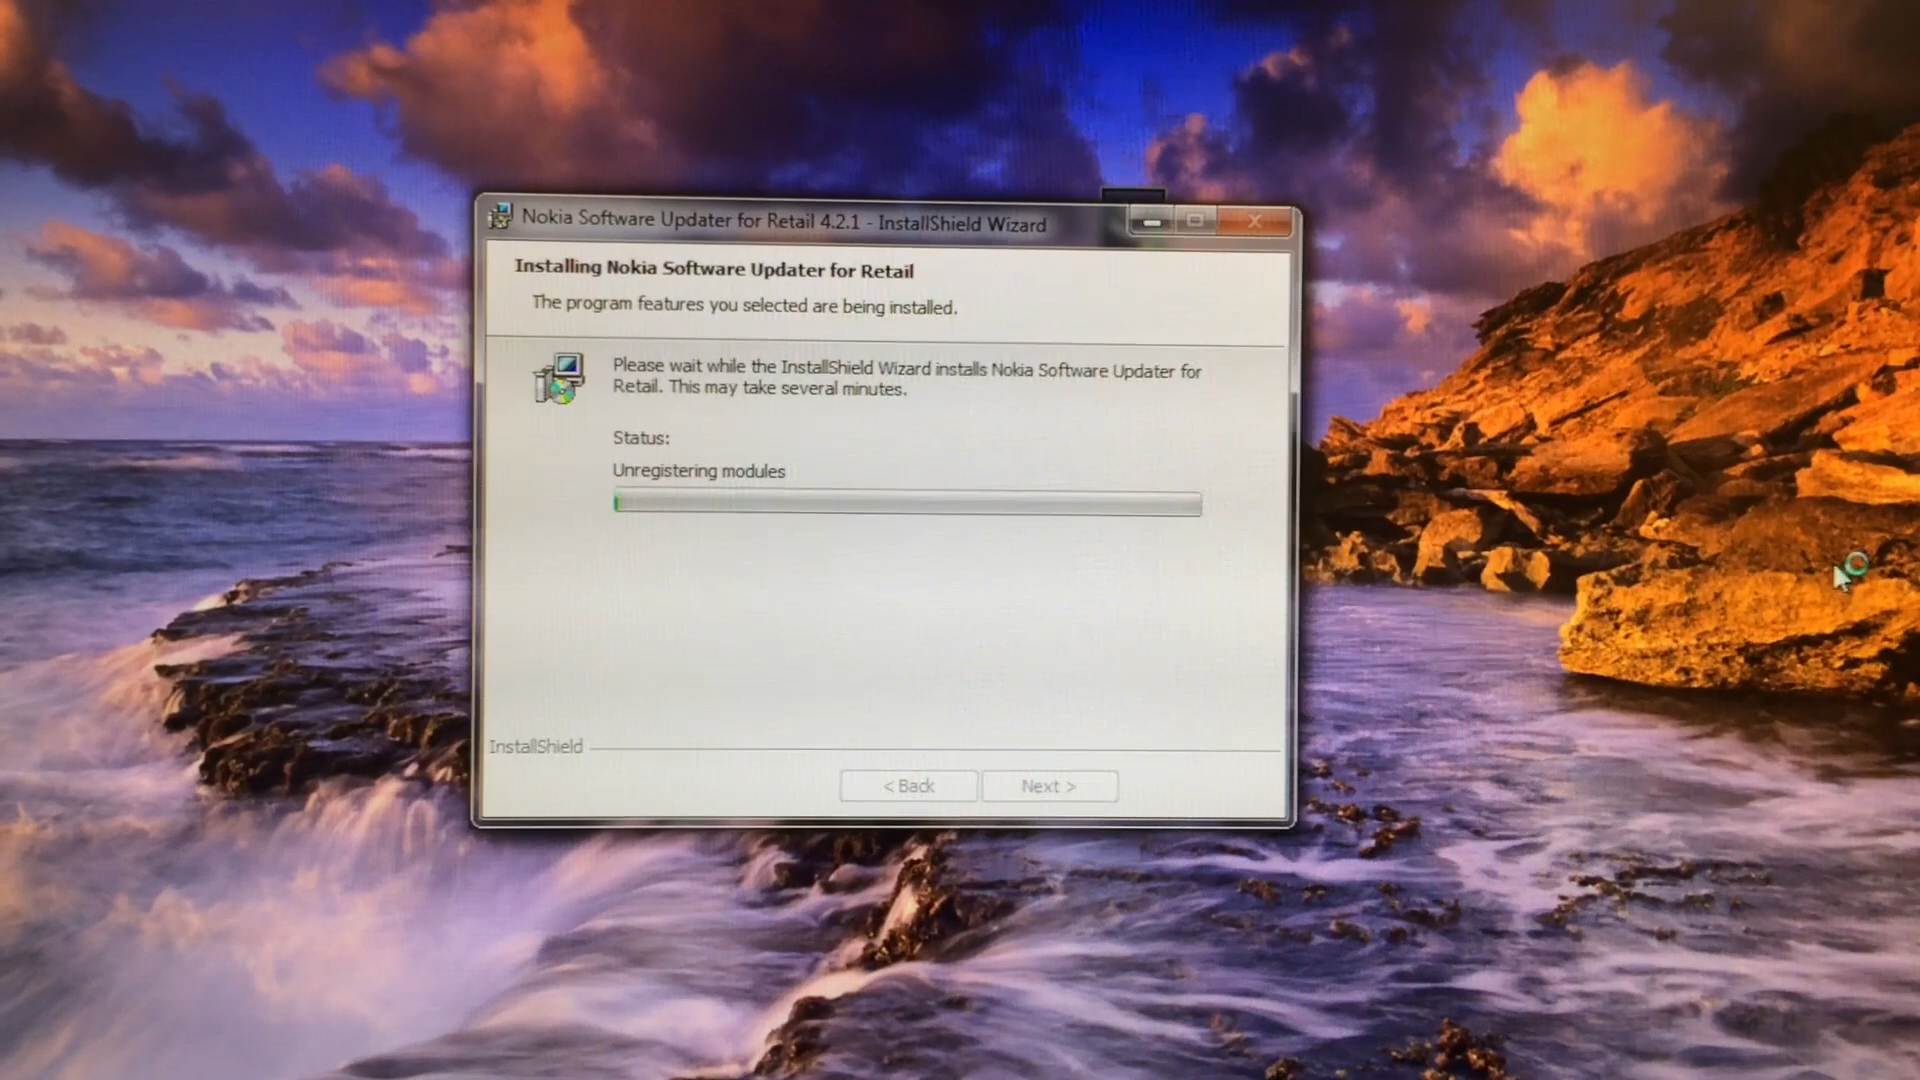 Nokia Software Updater for Retail 4.2.1 - InstallShield Wizard
Installing Nokia Software Updater for Retail
The program features you selected are being installed.
Please wait while the InstallShield Wizard installs Nokia Software Updater for
Retail. This may take several minutes.
Status:
Unregistering modules
InstallShield
< Back
Next >